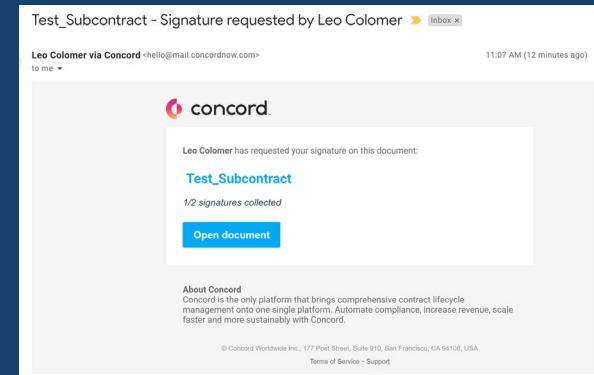 Test_Subcontract - Signature requested by Leo Colomer
Inbox ×
Leo Colomer via Concord <hello@mail.concordnow.com>
11:07 AM (12 minutes ago)
to me
concord
Leo Colomer has requested your signature on this document:
Test_Subcontract
1/2 signatures collected
Open document
About Concord
Concord is the only platform that brings comprehensive contract lifecycle
management onto one single platform. Automate compliance, increase revenue, scale
faster and more sustainably with Concord.
© Concord Worldwide Inc., 177 Post Street, Suite 910, San Francisco, CA 94108, USA
Terms of Service - Support